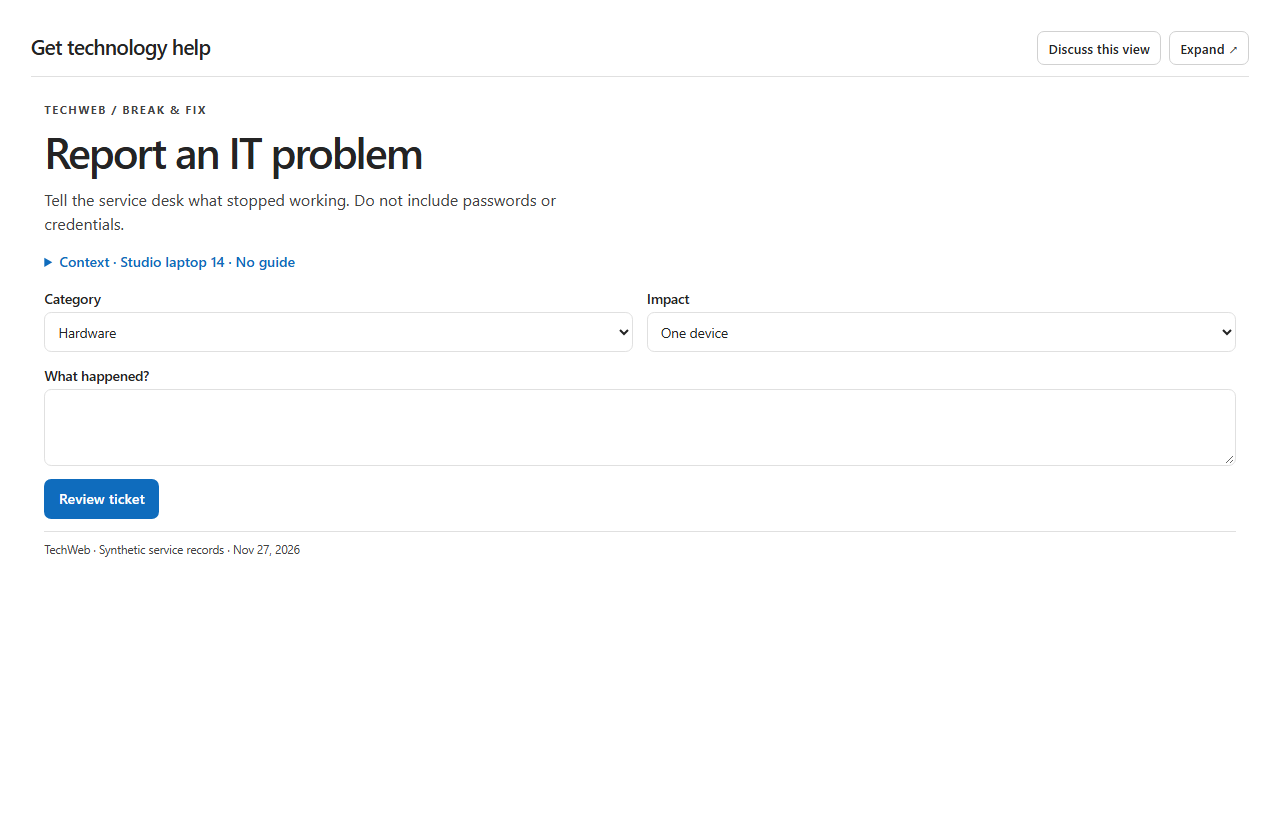 Get technology help
Discuss this view
Expand ↗
TECHWEB / BREAK & FIX
Report an IT problem
Tell the service desk what stopped working. Do not include passwords or
credentials.
▶ Context · Studio laptop 14 · No guide
Category
Impact
Hardware
One device
What happened?
Review ticket
TechWeb · Synthetic service records · Nov 27, 2026